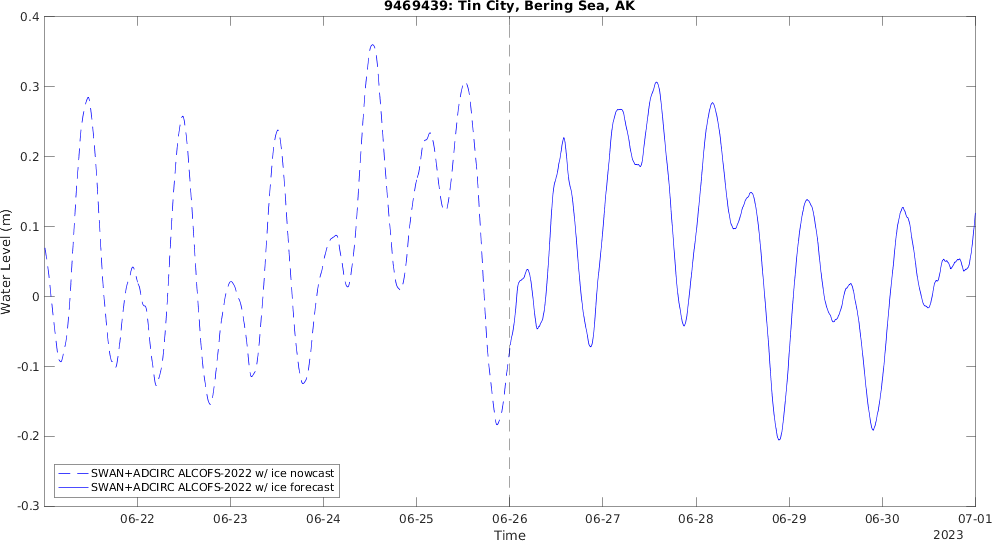 9469439: Tin City, Bering Sea, AK
0.4
0.3
0.2
0.1
0
-0.1
-0.2
-0.3
Water Level (m)
SWAN+ADCIRC ALCOFS-2022 w/ ice nowcast
SWAN+ADCIRC ALCOFS-2022 w/ ice forecast
06-22 06-23 06-24 06-25 06-26 06-27 06-28 06-29 06-30 07-01
Time
2023